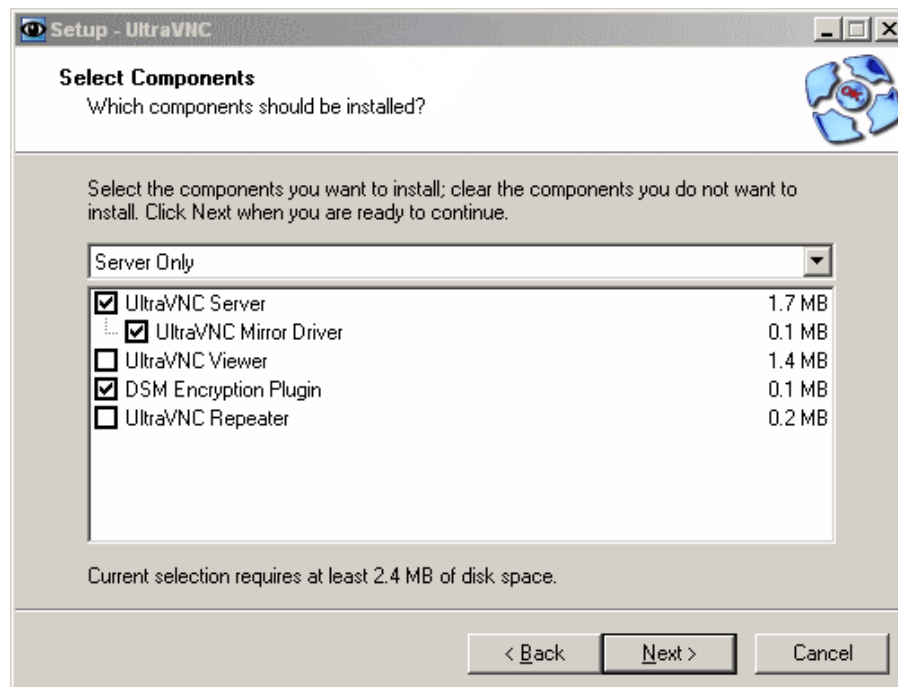 Setup - UltraVNC
Select Components
Which components should be installed?
Select the components you want to install; clear the components you do not want to
install. Click Next when you are ready to continue.
Server Only
UltraVNC Server 1.7 MB
UltraVNC Mirror Driver 0.1 MB
UltraVNC Viewer 1.4 MB
DSM Encryption Plugin 0.1 MB
UltraVNC Repeater 0.2 MB
Current selection requires at least 2.4 MB of disk space.
< Back Next > Cancel